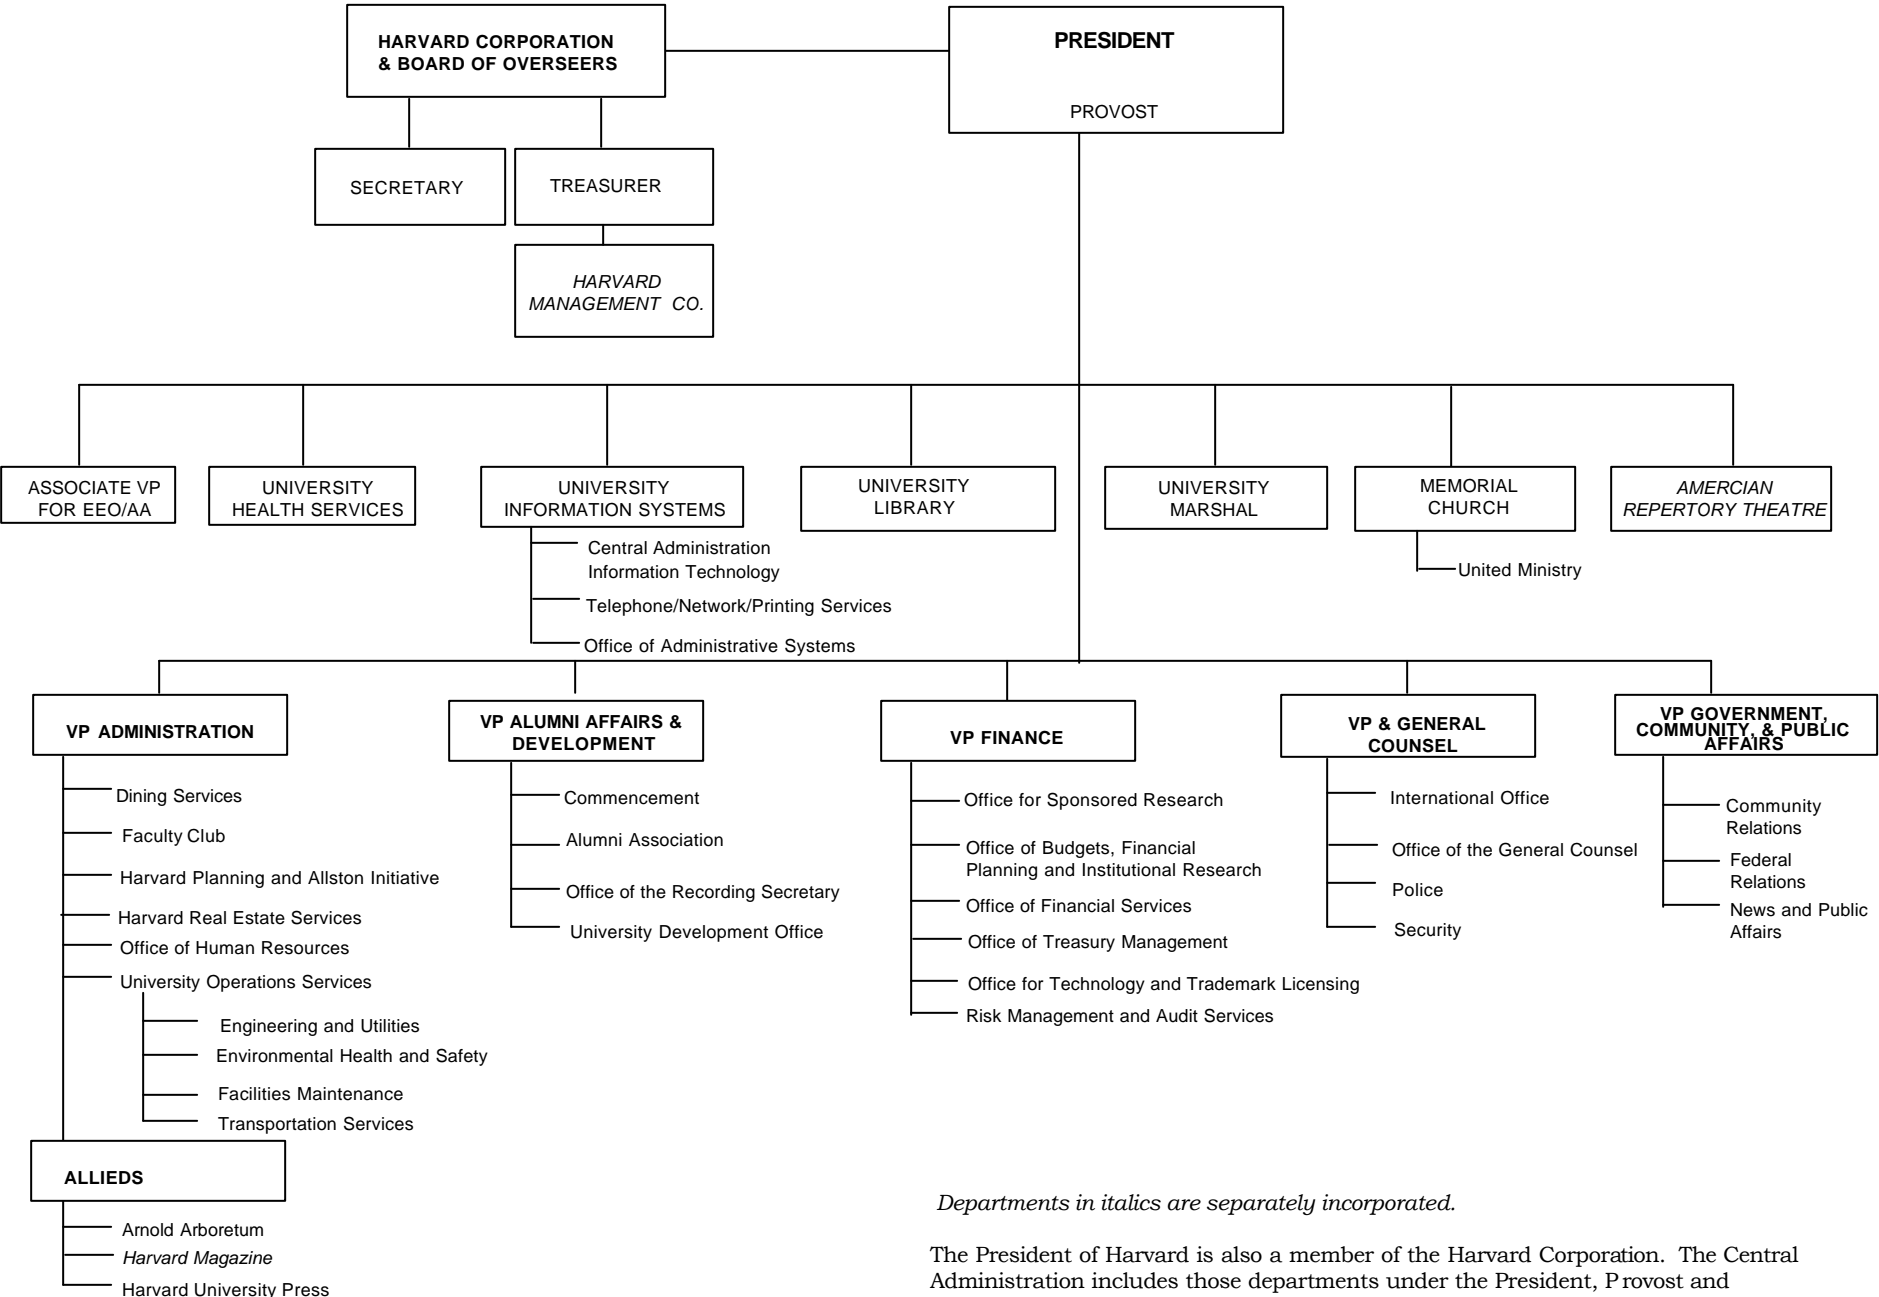 HARVARD CORPORATION
& BOARD OF OVERSEERS
PRESIDENT
PROVOST
SECRETARY
TREASURER
HARVARD
MANAGEMENT CO.
ASSOCIATE VP
FOR EEO/AA
UNIVERSITY
HEALTH SERVICES
UNIVERSITY
INFORMATION SYSTEMS
UNIVERSITY
LIBRARY
UNIVERSITY
MARSHAL
MEMORIAL
CHURCH
AMERCIAN
REPERTORY THEATRE
Central Administration
Information Technology
Telephone/Network/Printing Services
Office of Administrative Systems
United Ministry
VP ADMINISTRATION
Dining Services
Faculty Club
Harvard Planning and Allston Initiative
Harvard Real Estate Services
Office of Human Resources
University Operations Services
Engineering and Utilities
Environmental Health and Safety
Facilities Maintenance
Transportation Services
ALLIEDS
Arnold Arboretum
Harvard Magazine
Harvard University Press
VP ALUMNI AFFAIRS &
DEVELOPMENT
Commencement
Alumni Association
Office of the Recording Secretary
University Development Office
VP FINANCE
Office for Sponsored Research
Office of Budgets, Financial
Planning and Institutional Research
Office of Financial Services
Office of Treasury Management
Office for Technology and Trademark Licensing
Risk Management and Audit Services
VP & GENERAL
COUNSEL
International Office
Office of the General Counsel
Police
Security
VP GOVERNMENT,
COMMUNITY, & PUBLIC
AFFAIRS
Community
Relations
Federal
Relations
News and Public
Affairs
Departments in italics are separately incorporated.
The President of Harvard is also a member of the Harvard Corporation. The Central
Administration includes those departments under the President, Provost and